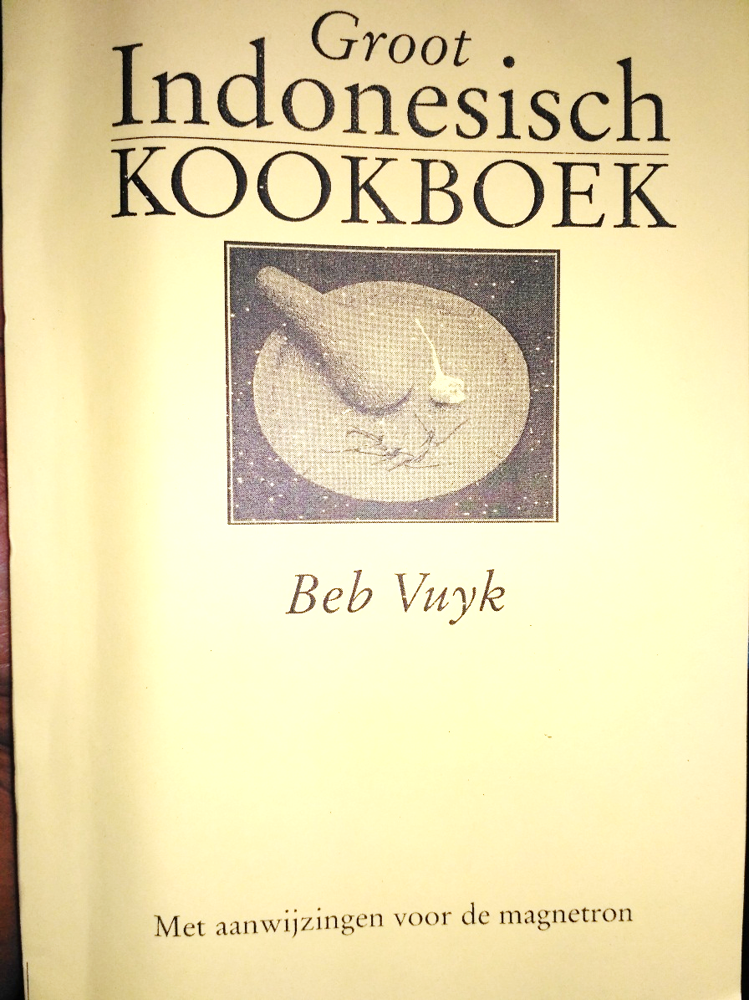 Groot
Indonesisch
KOOKBOEK
Beb Vuyk
Met aanwijzingen voor de magnetron